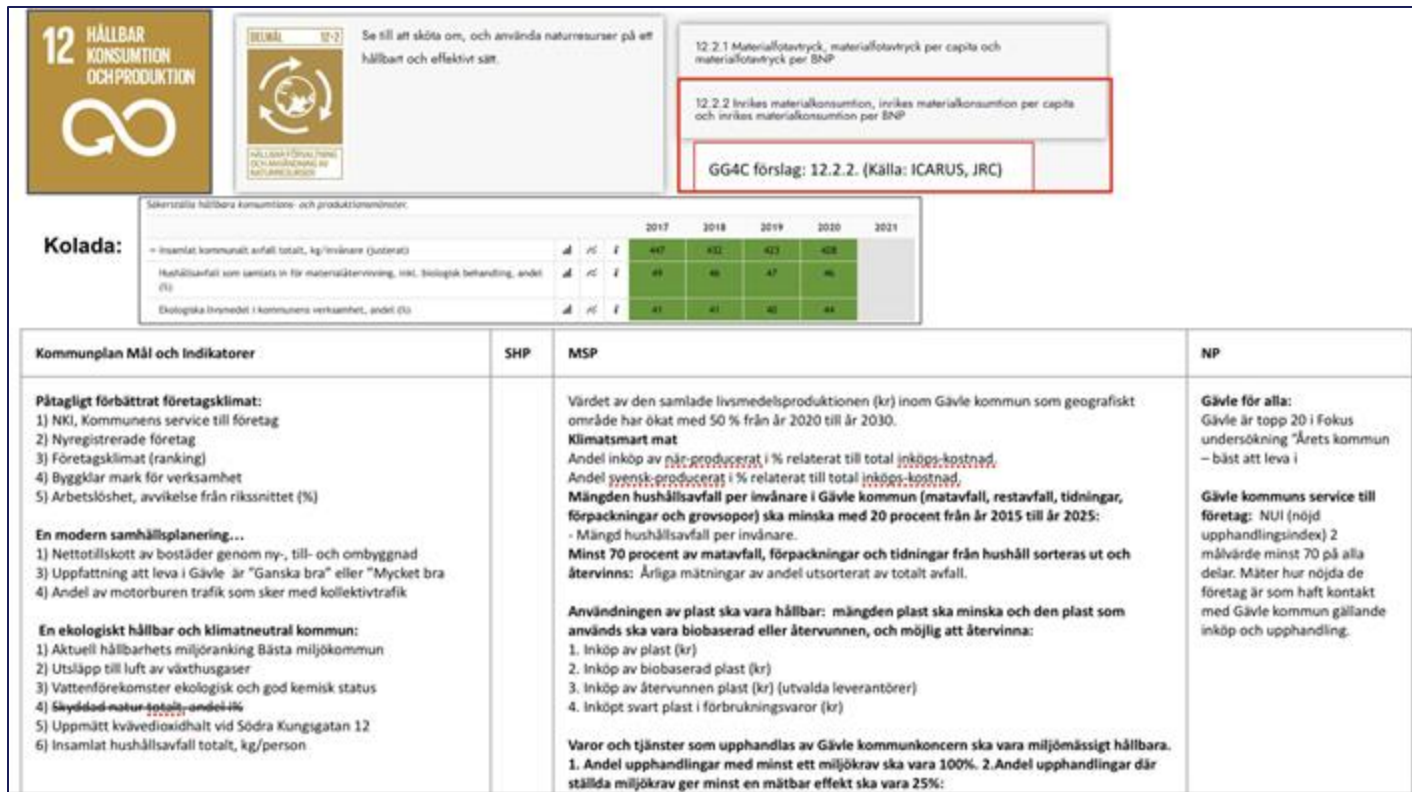 12 HÅLLBAR
KONSUMTION
OCH PRODUKTION
DELMÅL 12·2
HÅLLBAR FÖRVALTNING
OCH ANVÄNDNING AV
NATURRESURSER
Se till att sköta om, och använda naturresurser på ett
hållbart och effektivt sätt.
12.2.1 Materialfotavtryck, materialfotavtryck per capita och
materialfotavtryck per BNP
12.2.2 Inrikes materialkonsumtion, inrikes materialkonsumtion per capita
och inrikes materialkonsumtion per BNP
GG4C förslag: 12.2.2. (Källa: ICARUS, JRC)
Kolada:
Säkerställa hållbara konsumtions- och produktionsmönster.
2017 2018 2019 2020 2021
Insamlat kommunalt avfall totalt, kg/invånare (justerat) 447 432 423 428
Hushållsavfall som samlats in för materialåtervinning, inkl. biologisk behandling, andel
(%) 49 46 47 46
Ekologiska livsmedel i kommunens verksamhet, andel (%) 41 41 40 44
Kommunplan Mål och Indikatorer
SHP
MSP
NP
Påtagligt förbättrat företagsklimat:
1) NKI, Kommunens service till företag
2) Nyregistrerade företag
3) Företagsklimat (ranking)
4) Byggklar mark för verksamhet
5) Arbetslöshet, avvikelse från rikssnittet (%)
En modern samhällsplanering…
1) Nettotillskott av bostäder genom ny-, till- och ombyggnad
3) Uppfattning att leva i Gävle är "Ganska bra" eller "Mycket bra
4) Andel av motorburen trafik som sker med kollektivtrafik
En ekologiskt hållbar och klimatneutral kommun:
1) Aktuell hållbarhets miljöranking Bästa miljökommun
2) Utsläpp till luft av växthusgaser
3) Vattenförekomster ekologisk och god kemisk status
4) Skyddad natur totalt, andel i%
5) Uppmätt kvävedioxidhalt vid Södra Kungsgatan 12
6) Insamlat hushållsavfall totalt, kg/person
Värdet av den samlade livsmedelsproduktionen (kr) inom Gävle kommun som geografiskt
område har ökat med 50 % från år 2020 till år 2030.
Klimatsmart mat
Andel inköp av när-producerat i % relaterat till total inköps-kostnad.
Andel svensk-producerat i % relaterat till total inköps-kostnad.
Mängden hushållsavfall per invånare i Gävle kommun (matavfall, restavfall, tidningar,
förpackningar och grovsopor) ska minska med 20 procent från år 2015 till år 2025:
- Mängd hushållsavfall per invånare.
Minst 70 procent av matavfall, förpackningar och tidningar från hushåll sorteras ut och
återvinns: Årliga mätningar av andel utsorterat av totalt avfall.
Användningen av plast ska vara hållbar: mängden plast ska minska och den plast som
används ska vara biobaserad eller återvunnen, och möjlig att återvinna:
1. Inköp av plast (kr)
2. Inköp av biobaserad plast (kr)
3. Inköp av återvunnen plast (kr) (utvalda leverantörer)
4. Inköpt svart plast i förbrukningsvaror (kr)
Varor och tjänster som upphandlas av Gävle kommunkoncern ska vara miljömässigt hållbara.
1. Andel upphandlingar med minst ett miljökrav ska vara 100%. 2.Andel upphandlingar där
ställda miljökrav ger minst en mätbar effekt ska vara 25%:
Gävle för alla:
Gävle är topp 20 i Fokus
undersökning "Årets kommun
– bäst att leva i
Gävle kommuns service till
företag: NUI (nöjd
upphandlingsindex) 2
målvärde minst 70 på alla
delar. Mäter hur nöjda de
företag är som haft kontakt
med Gävle kommun gällande
inköp och upphandling.